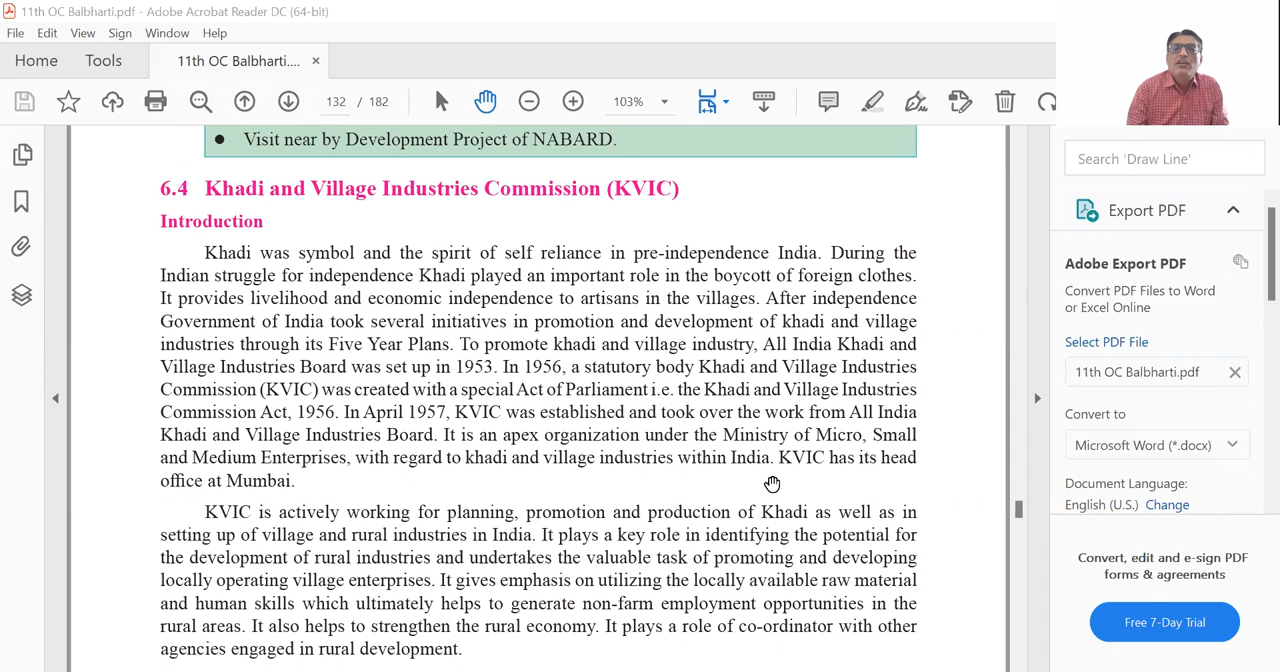 11th OC Balbharti.pdf - Adobe Acrobat Reader DC (64-bit)
File Edit View Sign Window Help
Home Tools 11th OC Balbharti.... ×
132 / 182 103%
Search 'Draw Line'
● Visit near by Development Project of NABARD.
6.4 Khadi and Village Industries Commission (KVIC)
Introduction
Khadi was symbol and the spirit of self reliance in pre-independence India. During the
Indian struggle for independence Khadi played an important role in the boycott of foreign clothes.
It provides livelihood and economic independence to artisans in the villages. After independence
Government of India took several initiatives in promotion and development of khadi and village
industries through its Five Year Plans. To promote khadi and village industry, All India Khadi and
Village Industries Board was set up in 1953. In 1956, a statutory body Khadi and Village Industries
Commission (KVIC) was created with a special Act of Parliament i.e. the Khadi and Village Industries
Commission Act, 1956. In April 1957, KVIC was established and took over the work from All India
Khadi and Village Industries Board. It is an apex organization under the Ministry of Micro, Small
and Medium Enterprises, with regard to khadi and village industries within India. KVIC has its head
office at Mumbai.
KVIC is actively working for planning, promotion and production of Khadi as well as in
setting up of village and rural industries in India. It plays a key role in identifying the potential for
the development of rural industries and undertakes the valuable task of promoting and developing
locally operating village enterprises. It gives emphasis on utilizing the locally available raw material
and human skills which ultimately helps to generate non-farm employment opportunities in the
rural areas. It also helps to strengthen the rural economy. It plays a role of co-ordinator with other
agencies engaged in rural development.
Export PDF
Adobe Export PDF
Convert PDF Files to Word
or Excel Online
Select PDF File
11th OC Balbharti.pdf
Convert to
Microsoft Word (*.docx)
Document Language:
English (U.S.) Change
Convert, edit and e-sign PDF
forms & agreements
Free 7-Day Trial